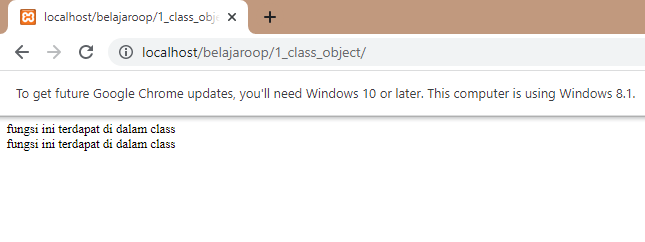 localhost/belajaroop/1_class_obje
localhost/belajaroop/1_class_object/
To get future Google Chrome updates, you'll need Windows 10 or later. This computer is using Windows 8.1.
fungsi ini terdapat di dalam class
fungsi ini terdapat di dalam class